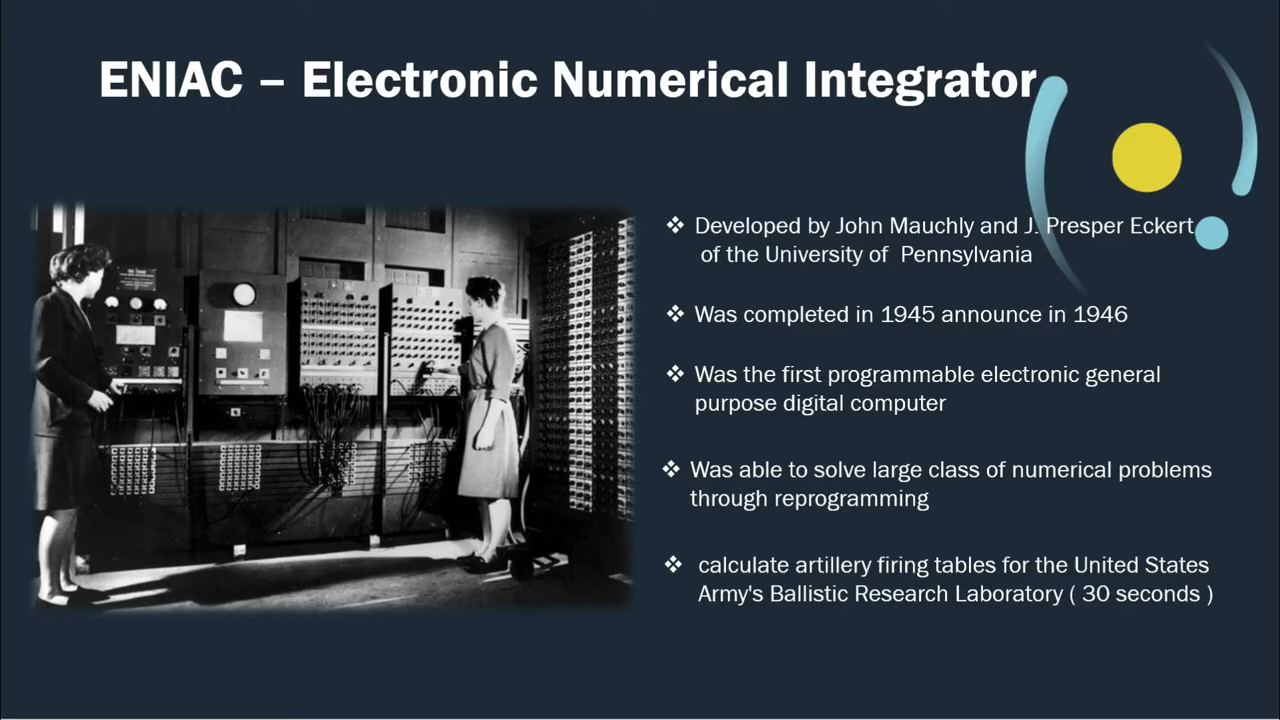 ENIAC – Electronic Numerical Integrator
Developed by John Mauchly and J. Presper Eckert
of the University of Pennsylvania
Was completed in 1945 announce in 1946
Was the first programmable electronic general
purpose digital computer
Was able to solve large class of numerical problems
through reprogramming
calculate artillery firing tables for the United States
Army's Ballistic Research Laboratory ( 30 seconds )